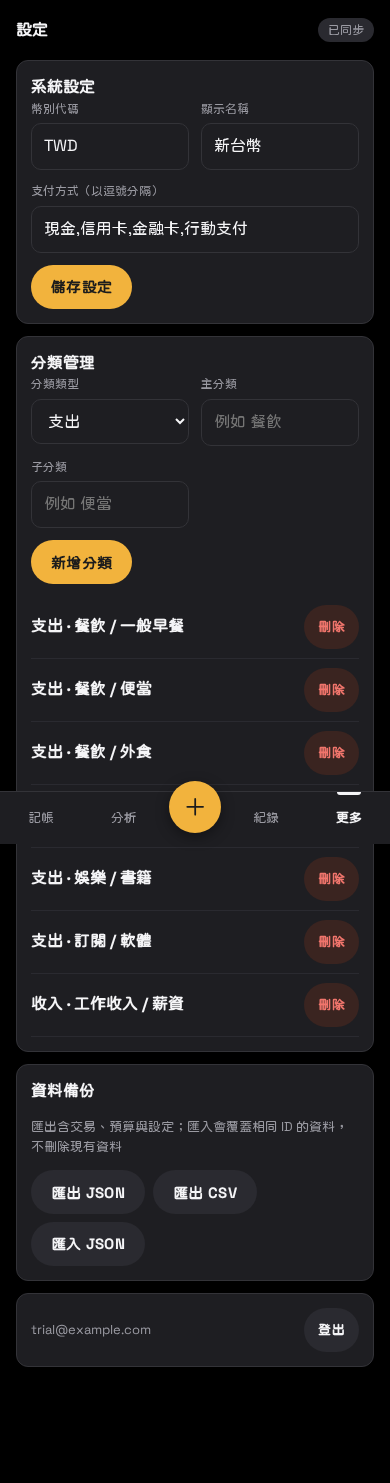 設定
已同步
系統設定
幣別代碼
顯示名稱
TWD
新台幣
支付方式（以逗號分隔）
現金,信用卡,金融卡,行動支付
儲存設定
分類管理
分類類型
主分類
支出
例如 餐飲
子分類
例如 便當
新增分類
支出 · 餐飲 / 一般早餐
刪除
支出 · 餐飲 / 便當
刪除
支出 · 餐飲 / 外食
刪除
記帳
分析
紀錄
更多
支出 · 娛樂 / 書籍
刪除
支出 · 訂閱 / 軟體
刪除
收入 · 工作收入 / 薪資
刪除
資料備份
匯出含交易、預算與設定；匯入會覆蓋相同 ID 的資料，
不刪除現有資料
匯出 JSON
匯出 CSV
匯入 JSON
trial@example.com
登出